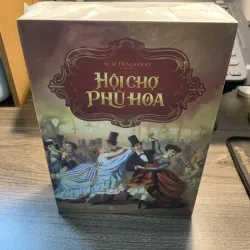 W. M THACKERAY
HỘI CHỢ
PHÙ HOA